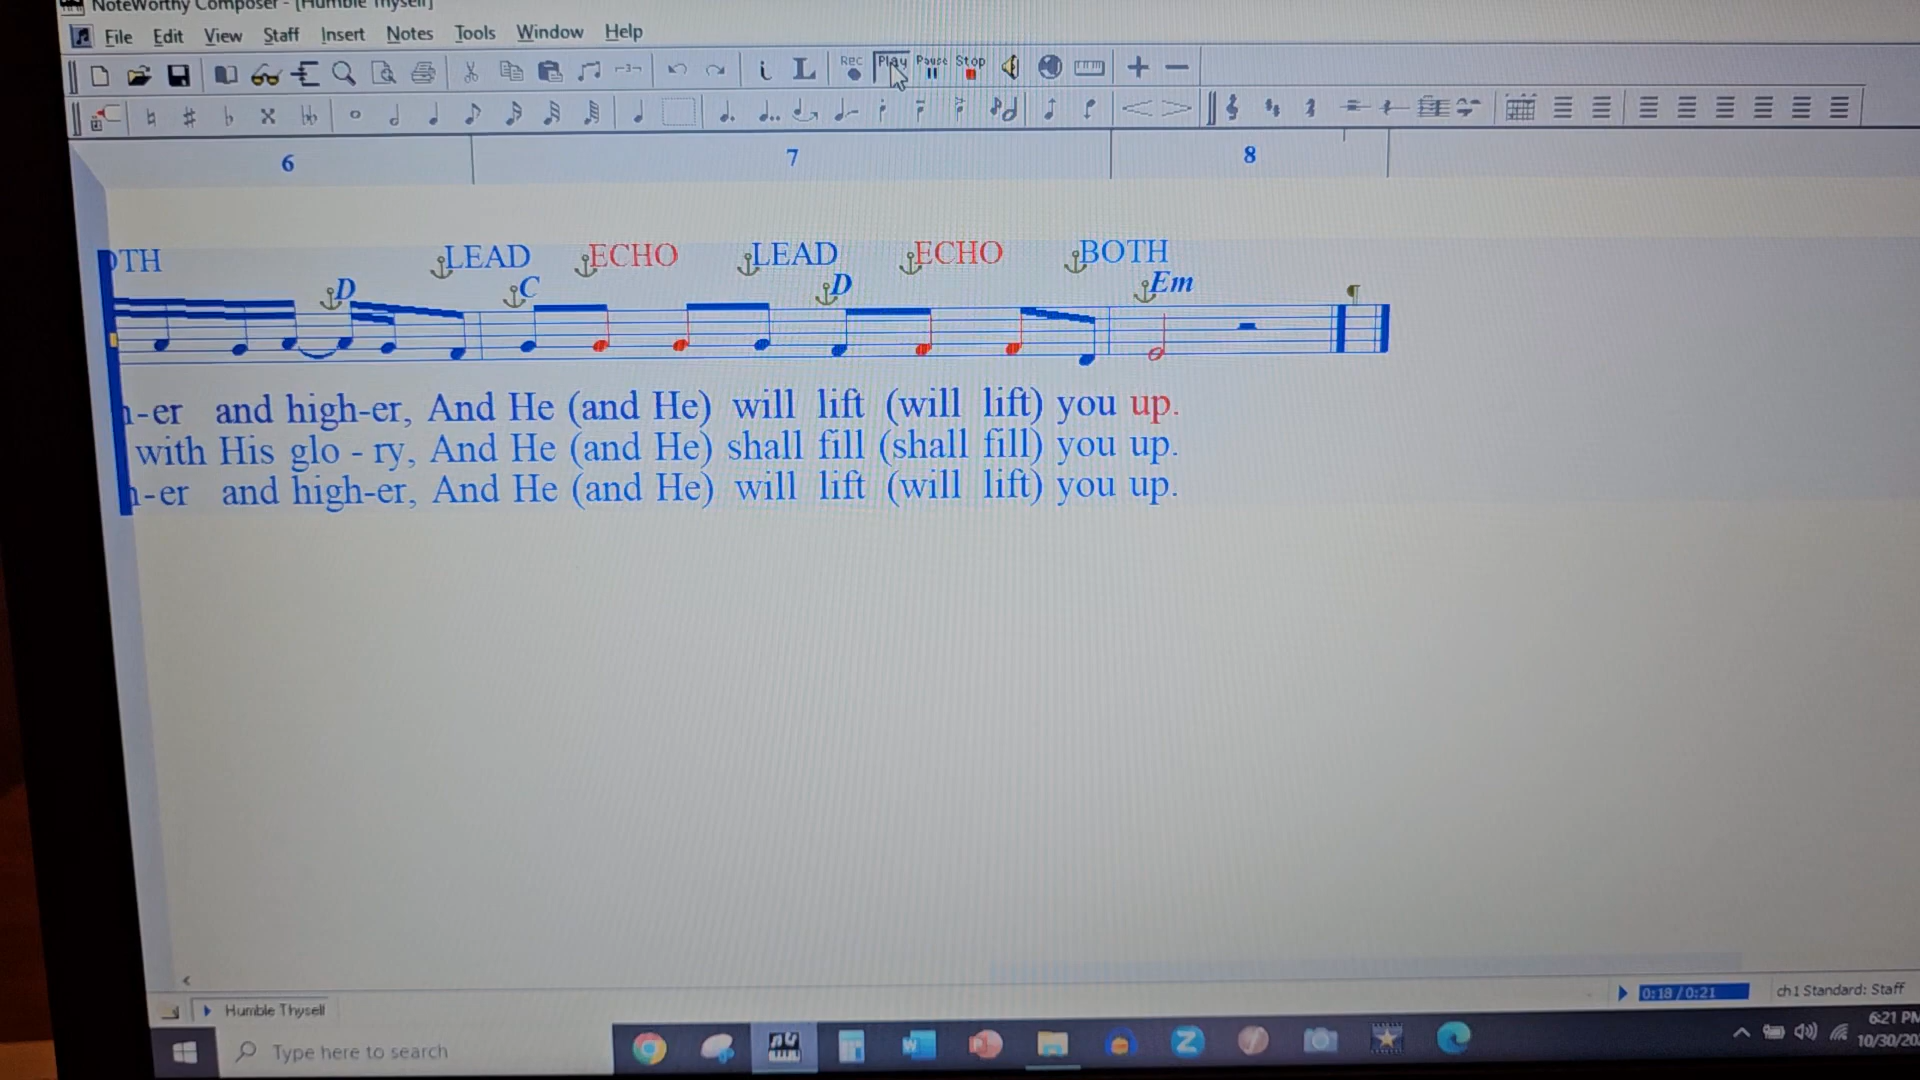 NoteWorthy Composer - [Humble Thyself]
File Edit View Staff Insert Notes Tools Window Help
Rec Play Pause Stop
6 7 8
OTH LEAD ECHO LEAD ECHO BOTH
D C D Em
h-er and high-er, And He (and He) will lift (will lift) you up.
with His glo - ry, And He (and He) shall fill (shall fill) you up.
h-er and high-er, And He (and He) will lift (will lift) you up.
0:18 / 0:21 ch1 Standard: Staff
Humble Thyself
Type here to search
6:21 PM
10/30/20